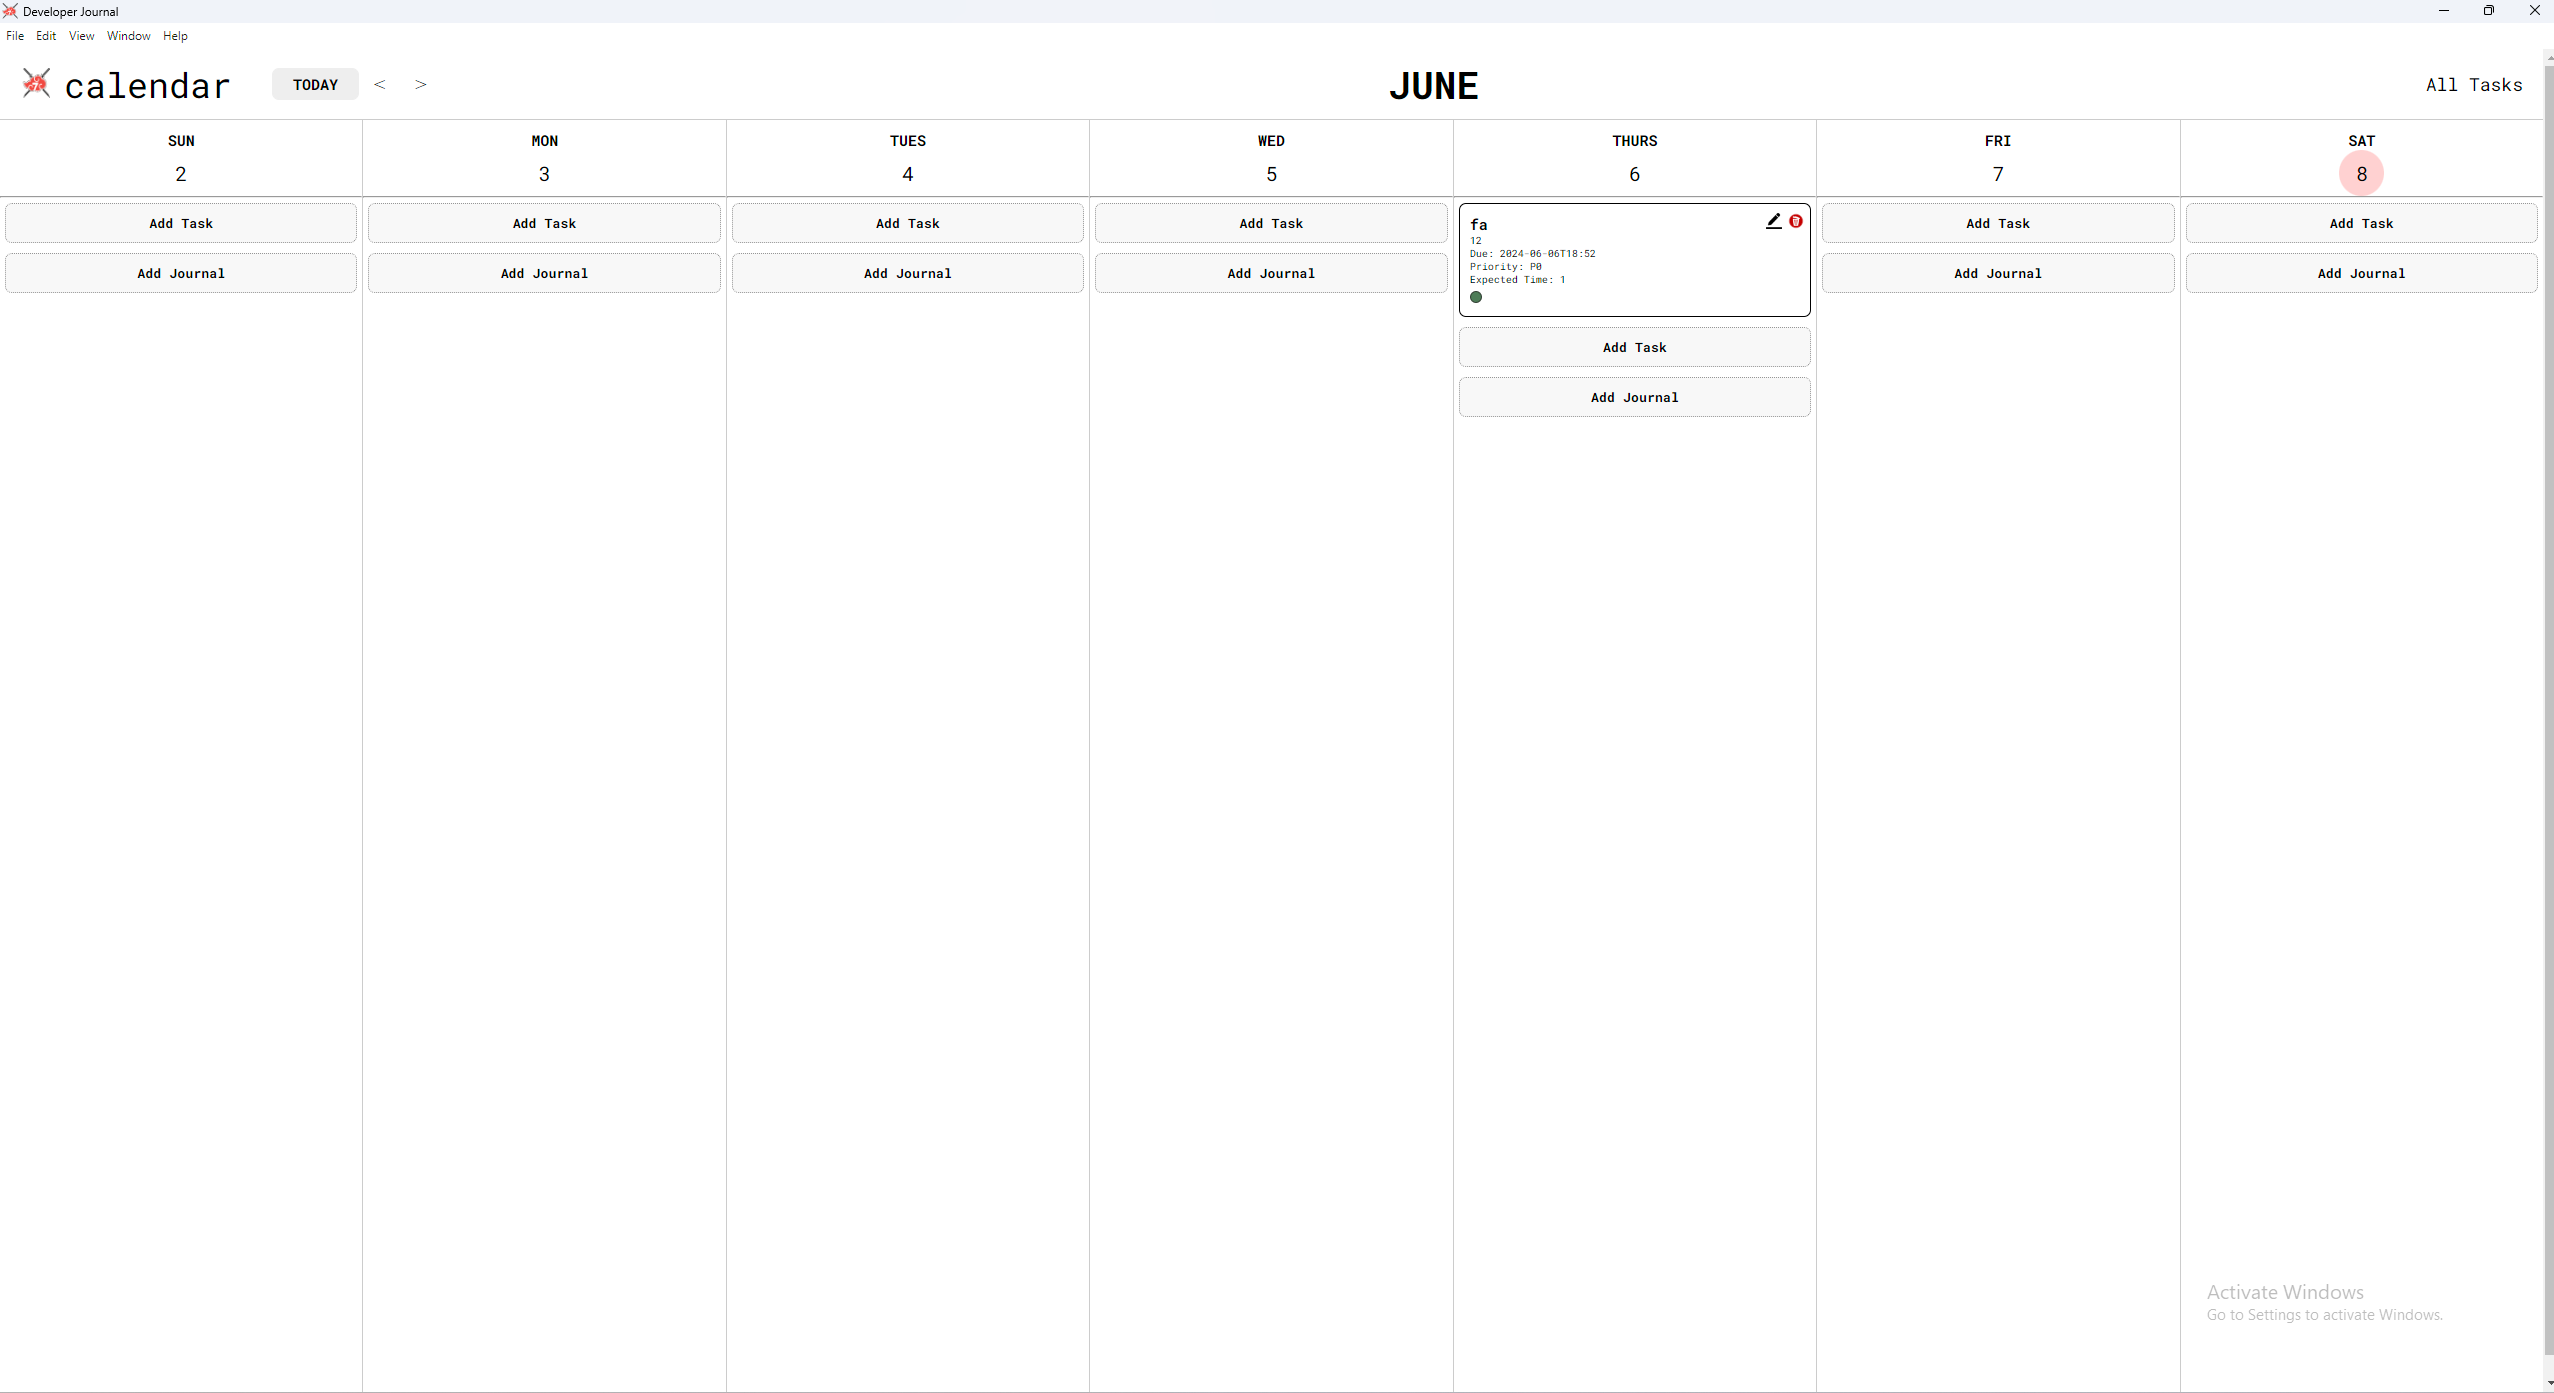 Developer Journal
File Edit View Window Help
calendar TODAY < > JUNE All Tasks
SUN MON TUES WED THURS FRI SAT
2 3 4 5 6 7 8
Add Task
Add Journal
Add Task
Add Journal
Add Task
Add Journal
Add Task
Add Journal
fa
12
Due: 2024-06-06T18:52
Priority: P0
Expected Time: 1
Add Task
Add Journal
Add Task
Add Journal
Add Task
Add Journal
Activate Windows
Go to Settings to activate Windows.